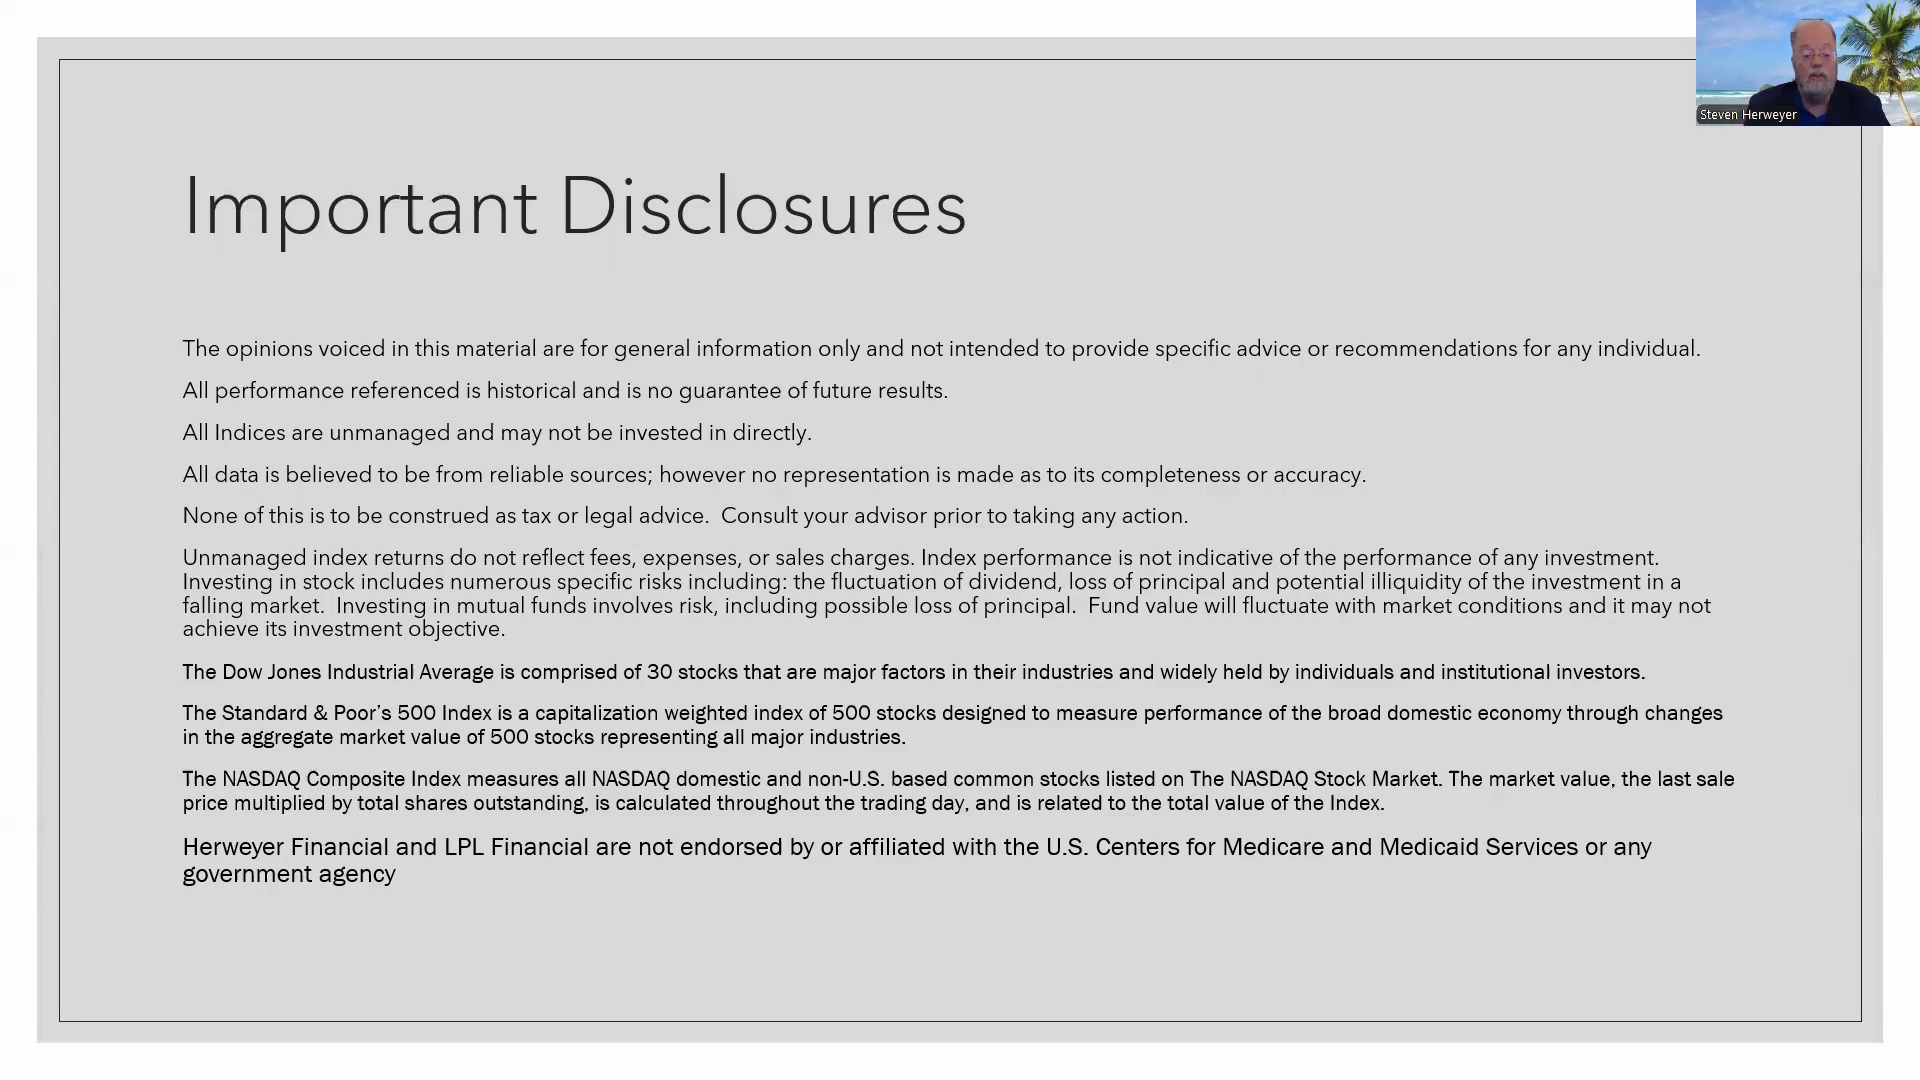 Steven Herweyer
Important Disclosures
The opinions voiced in this material are for general information only and not intended to provide specific advice or recommendations for any individual.
All performance referenced is historical and is no guarantee of future results.
All Indices are unmanaged and may not be invested in directly.
All data is believed to be from reliable sources; however no representation is made as to its completeness or accuracy.
None of this is to be construed as tax or legal advice.  Consult your advisor prior to taking any action.
Unmanaged index returns do not reflect fees, expenses, or sales charges. Index performance is not indicative of the performance of any investment.
Investing in stock includes numerous specific risks including: the fluctuation of dividend, loss of principal and potential illiquidity of the investment in a
falling market.  Investing in mutual funds involves risk, including possible loss of principal.  Fund value will fluctuate with market conditions and it may not
achieve its investment objective.
The Dow Jones Industrial Average is comprised of 30 stocks that are major factors in their industries and widely held by individuals and institutional investors.
The Standard & Poor’s 500 Index is a capitalization weighted index of 500 stocks designed to measure performance of the broad domestic economy through changes
in the aggregate market value of 500 stocks representing all major industries.
The NASDAQ Composite Index measures all NASDAQ domestic and non-U.S. based common stocks listed on The NASDAQ Stock Market. The market value, the last sale
price multiplied by total shares outstanding, is calculated throughout the trading day, and is related to the total value of the Index.
Herweyer Financial and LPL Financial are not endorsed by or affiliated with the U.S. Centers for Medicare and Medicaid Services or any
government agency